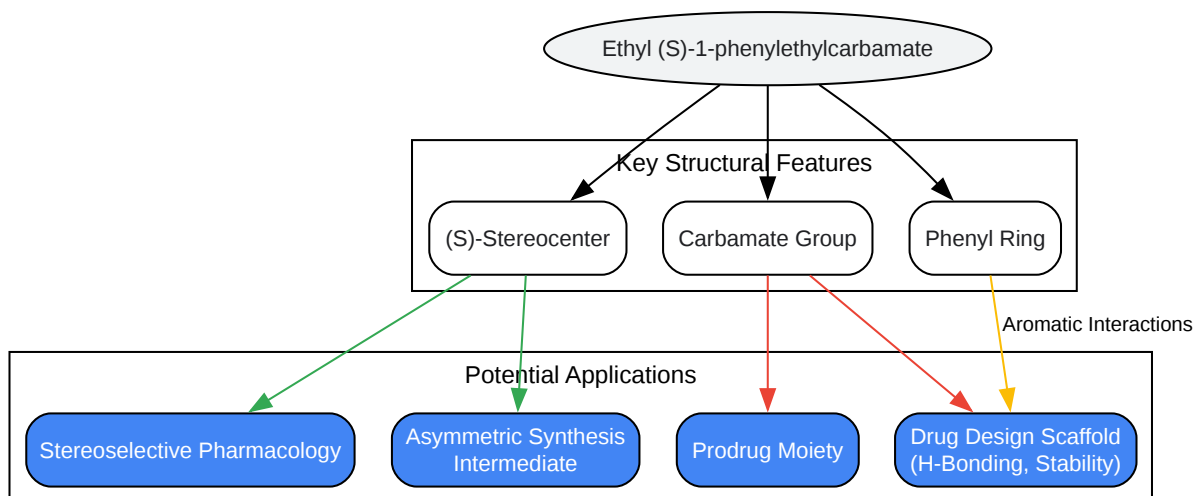 Ethyl (S)-1-phenylethylcarbamate
Key Structural Features
(S)-Stereocenter
Carbamate Group
Phenyl Ring
Aromatic Interactions
Potential Applications
Stereoselective Pharmacology
Asymmetric Synthesis
Intermediate
Prodrug Moiety
Drug Design Scaffold
(H-Bonding, Stability)